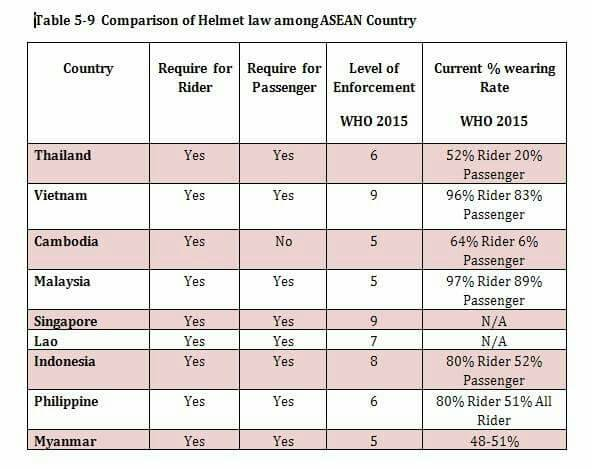 Table 5-9 Comparison of Helmet law among ASEAN Country
Country Require for Rider Require for Passenger Level of Enforcement WHO 2015 Current % wearing Rate WHO 2015
Thailand Yes Yes 6 52% Rider 20% Passenger
Vietnam Yes Yes 9 96% Rider 83% Passenger
Cambodia Yes No 5 64% Rider 6% Passenger
Malaysia Yes Yes 5 97% Rider 89% Passenger
Singapore Yes Yes 9 N/A
Lao Yes Yes 7 N/A
Indonesia Yes Yes 8 80% Rider 52% Passenger
Philippine Yes Yes 6 80% Rider 51% All Rider
Myanmar Yes Yes 5 48-51%